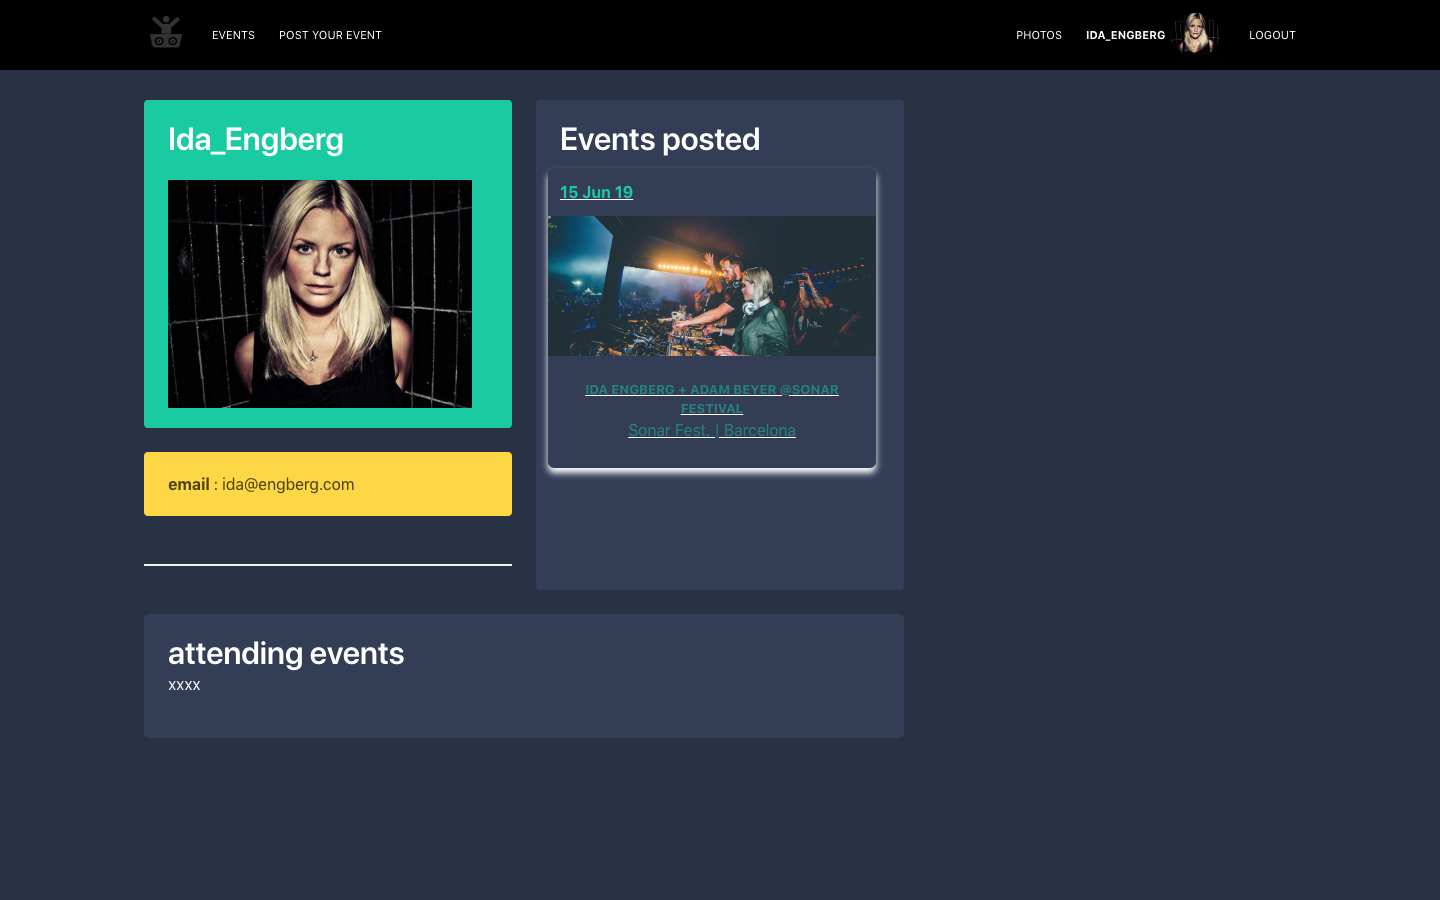 EVENTS
POST YOUR EVENT
PHOTOS
IDA_ENGBERG
LOGOUT
Ida_Engberg
email : ida@engberg.com
Events posted
15 Jun 19
IDA ENGBERG + ADAM BEYER @SONAR
FESTIVAL
Sonar Fest. | Barcelona
attending events
xxxx